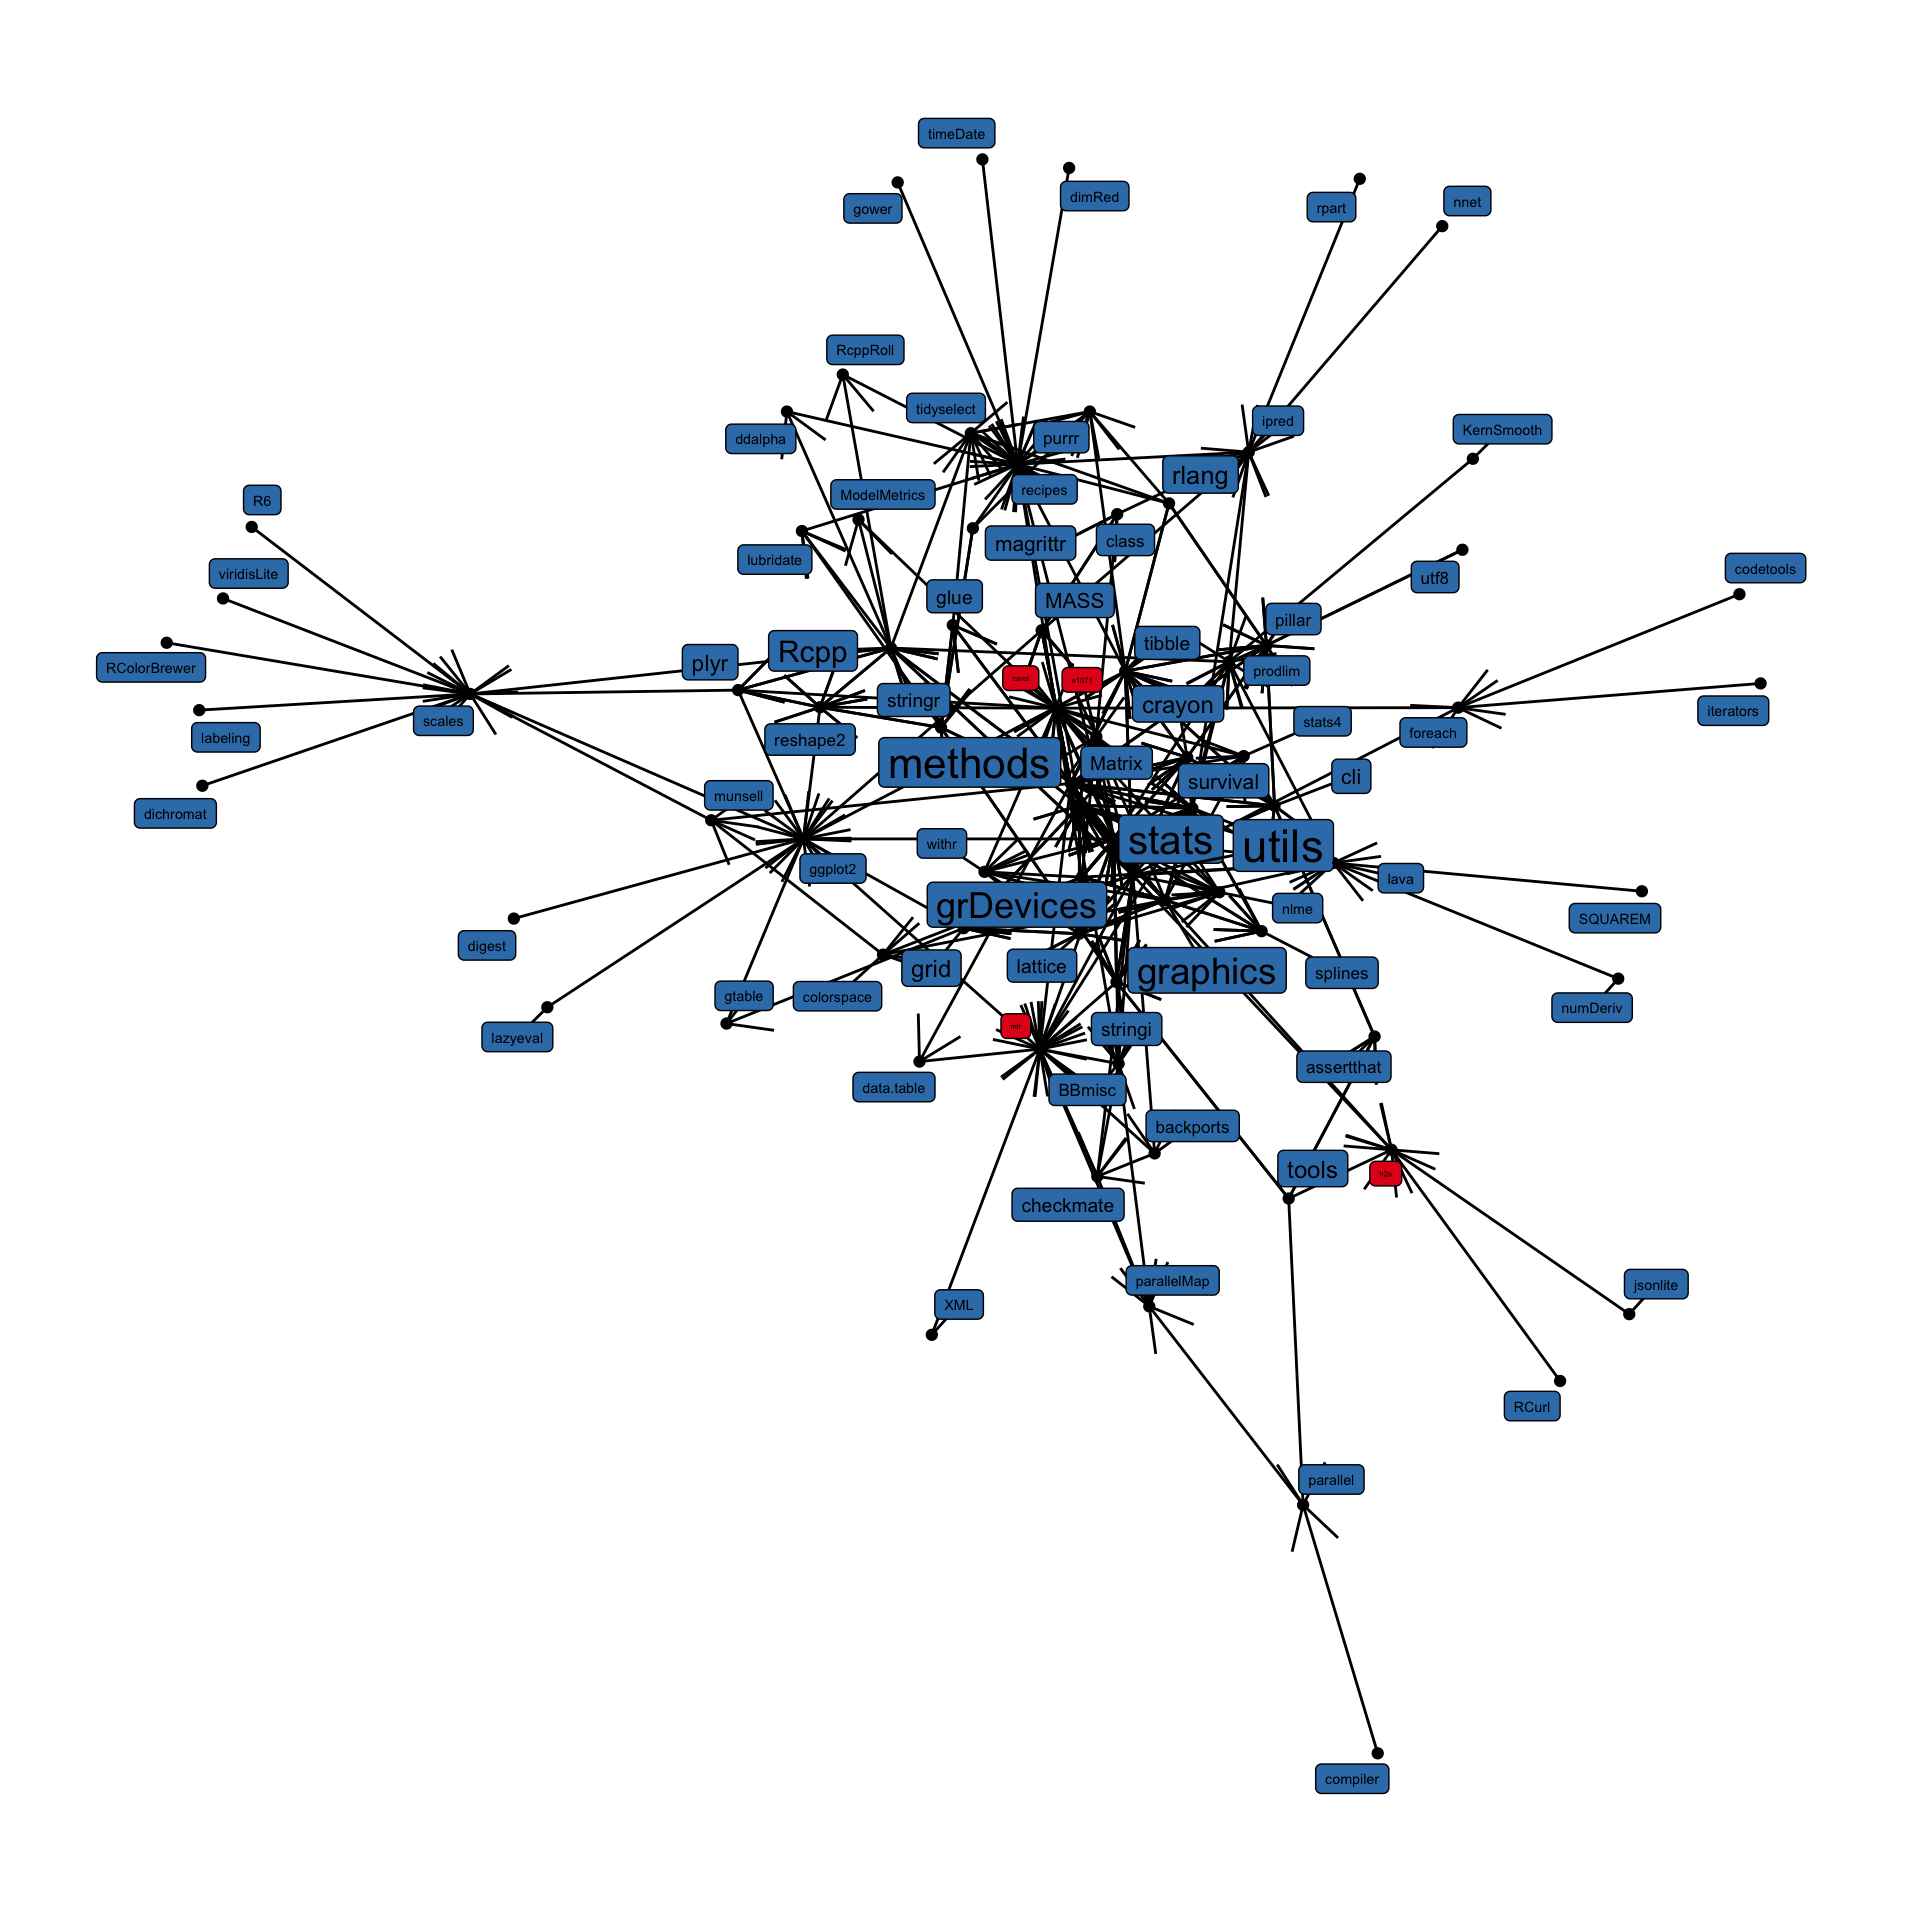 timeDate
dimRed
gower
rpart
nnet
RcppRoll
tidyselect
ipred
KernSmooth
ddalpha
purrr
rlang
recipes
ModelMetrics
R6
magrittr
class
lubridate
codetools
viridisLite
utf8
glue
MASS
pillar
tibble
Rcpp
plyr
RColorBrewer
prodlim
caret
e1071
stringr
crayon
iterators
scales
stats4
foreach
labeling
reshape2
methods
Matrix
cli
survival
munsell
dichromat
stats
utils
withr
ggplot2
lava
grDevices
nlme
SQUAREM
digest
lattice
grid
graphics
splines
gtable
colorspace
numDeriv
mlr
stringi
lazyeval
assertthat
data.table
BBmisc
backports
tools
h2o
checkmate
parallelMap
jsonlite
XML
RCurl
parallel
compiler